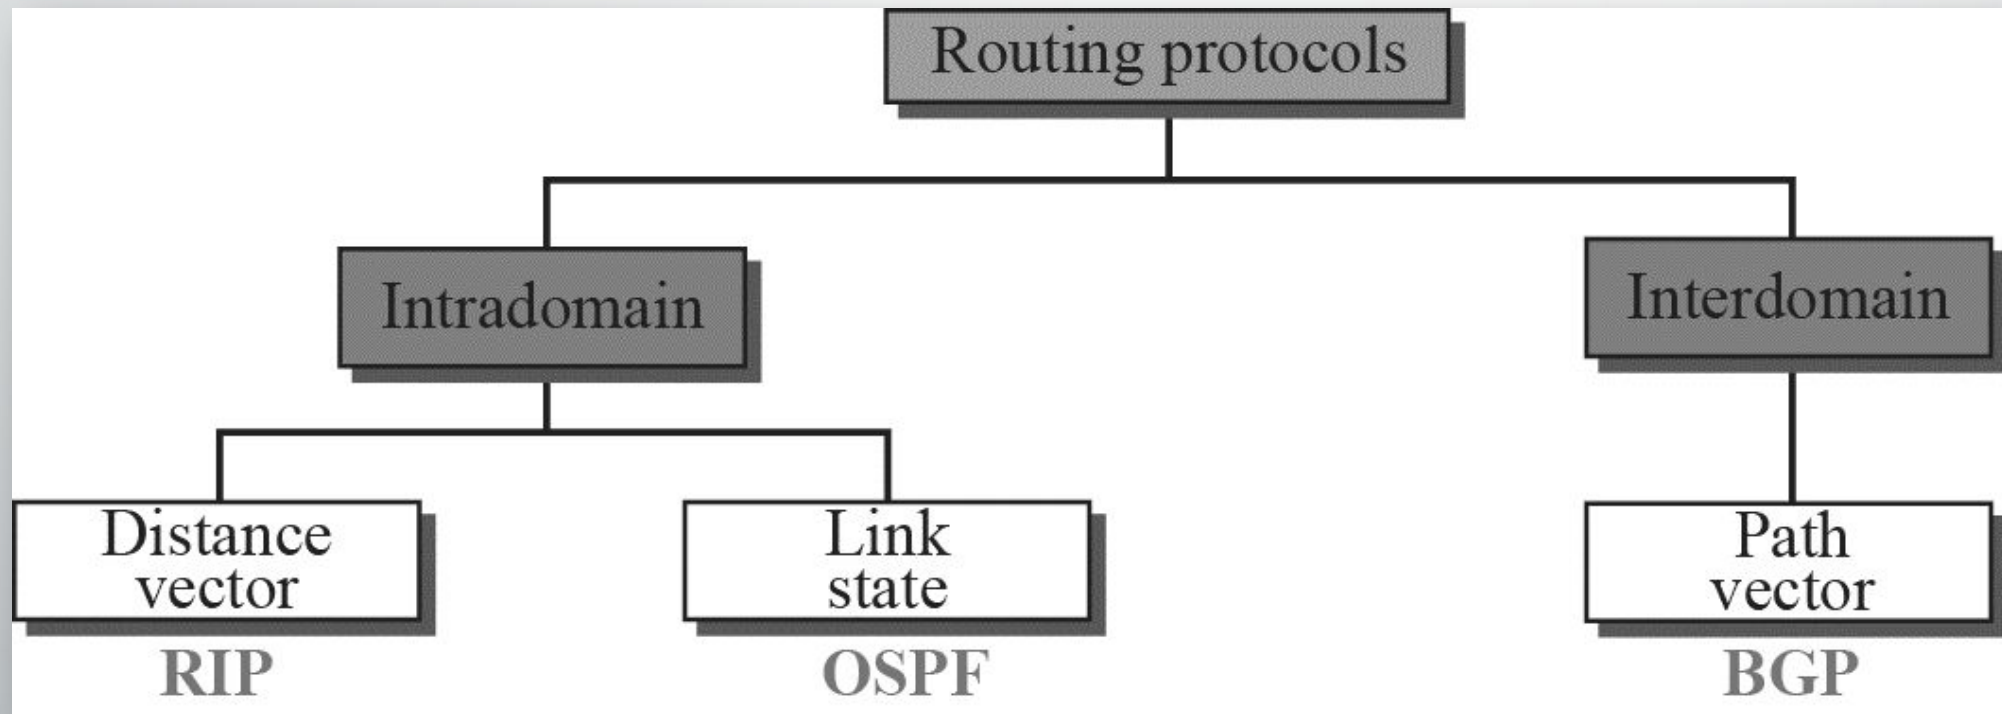 Routing protocols
Intradomain
Interdomain
Distance
vector
Link
state
Path
vector
RIP
OSPF
BGP